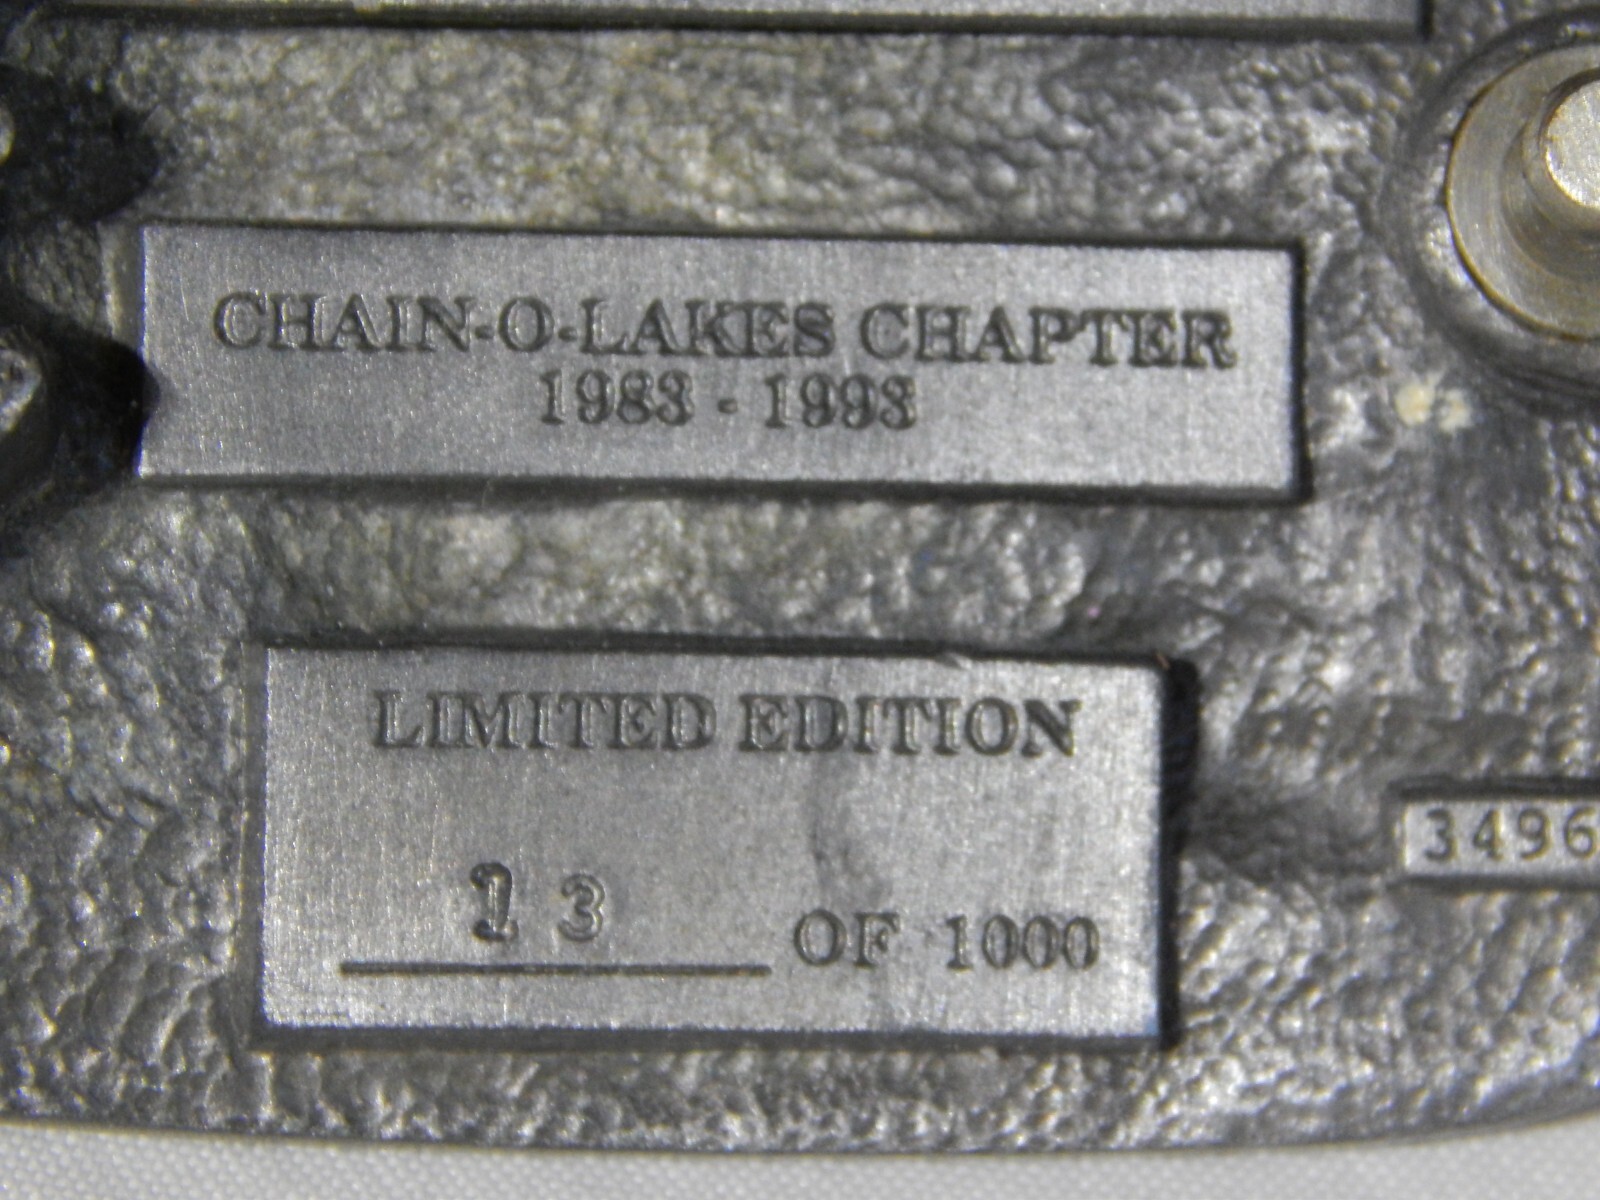 CHAIN-O-LAKES CHAPTER
1983 - 1993
LIMITED EDITION
13 OF 1000
3496